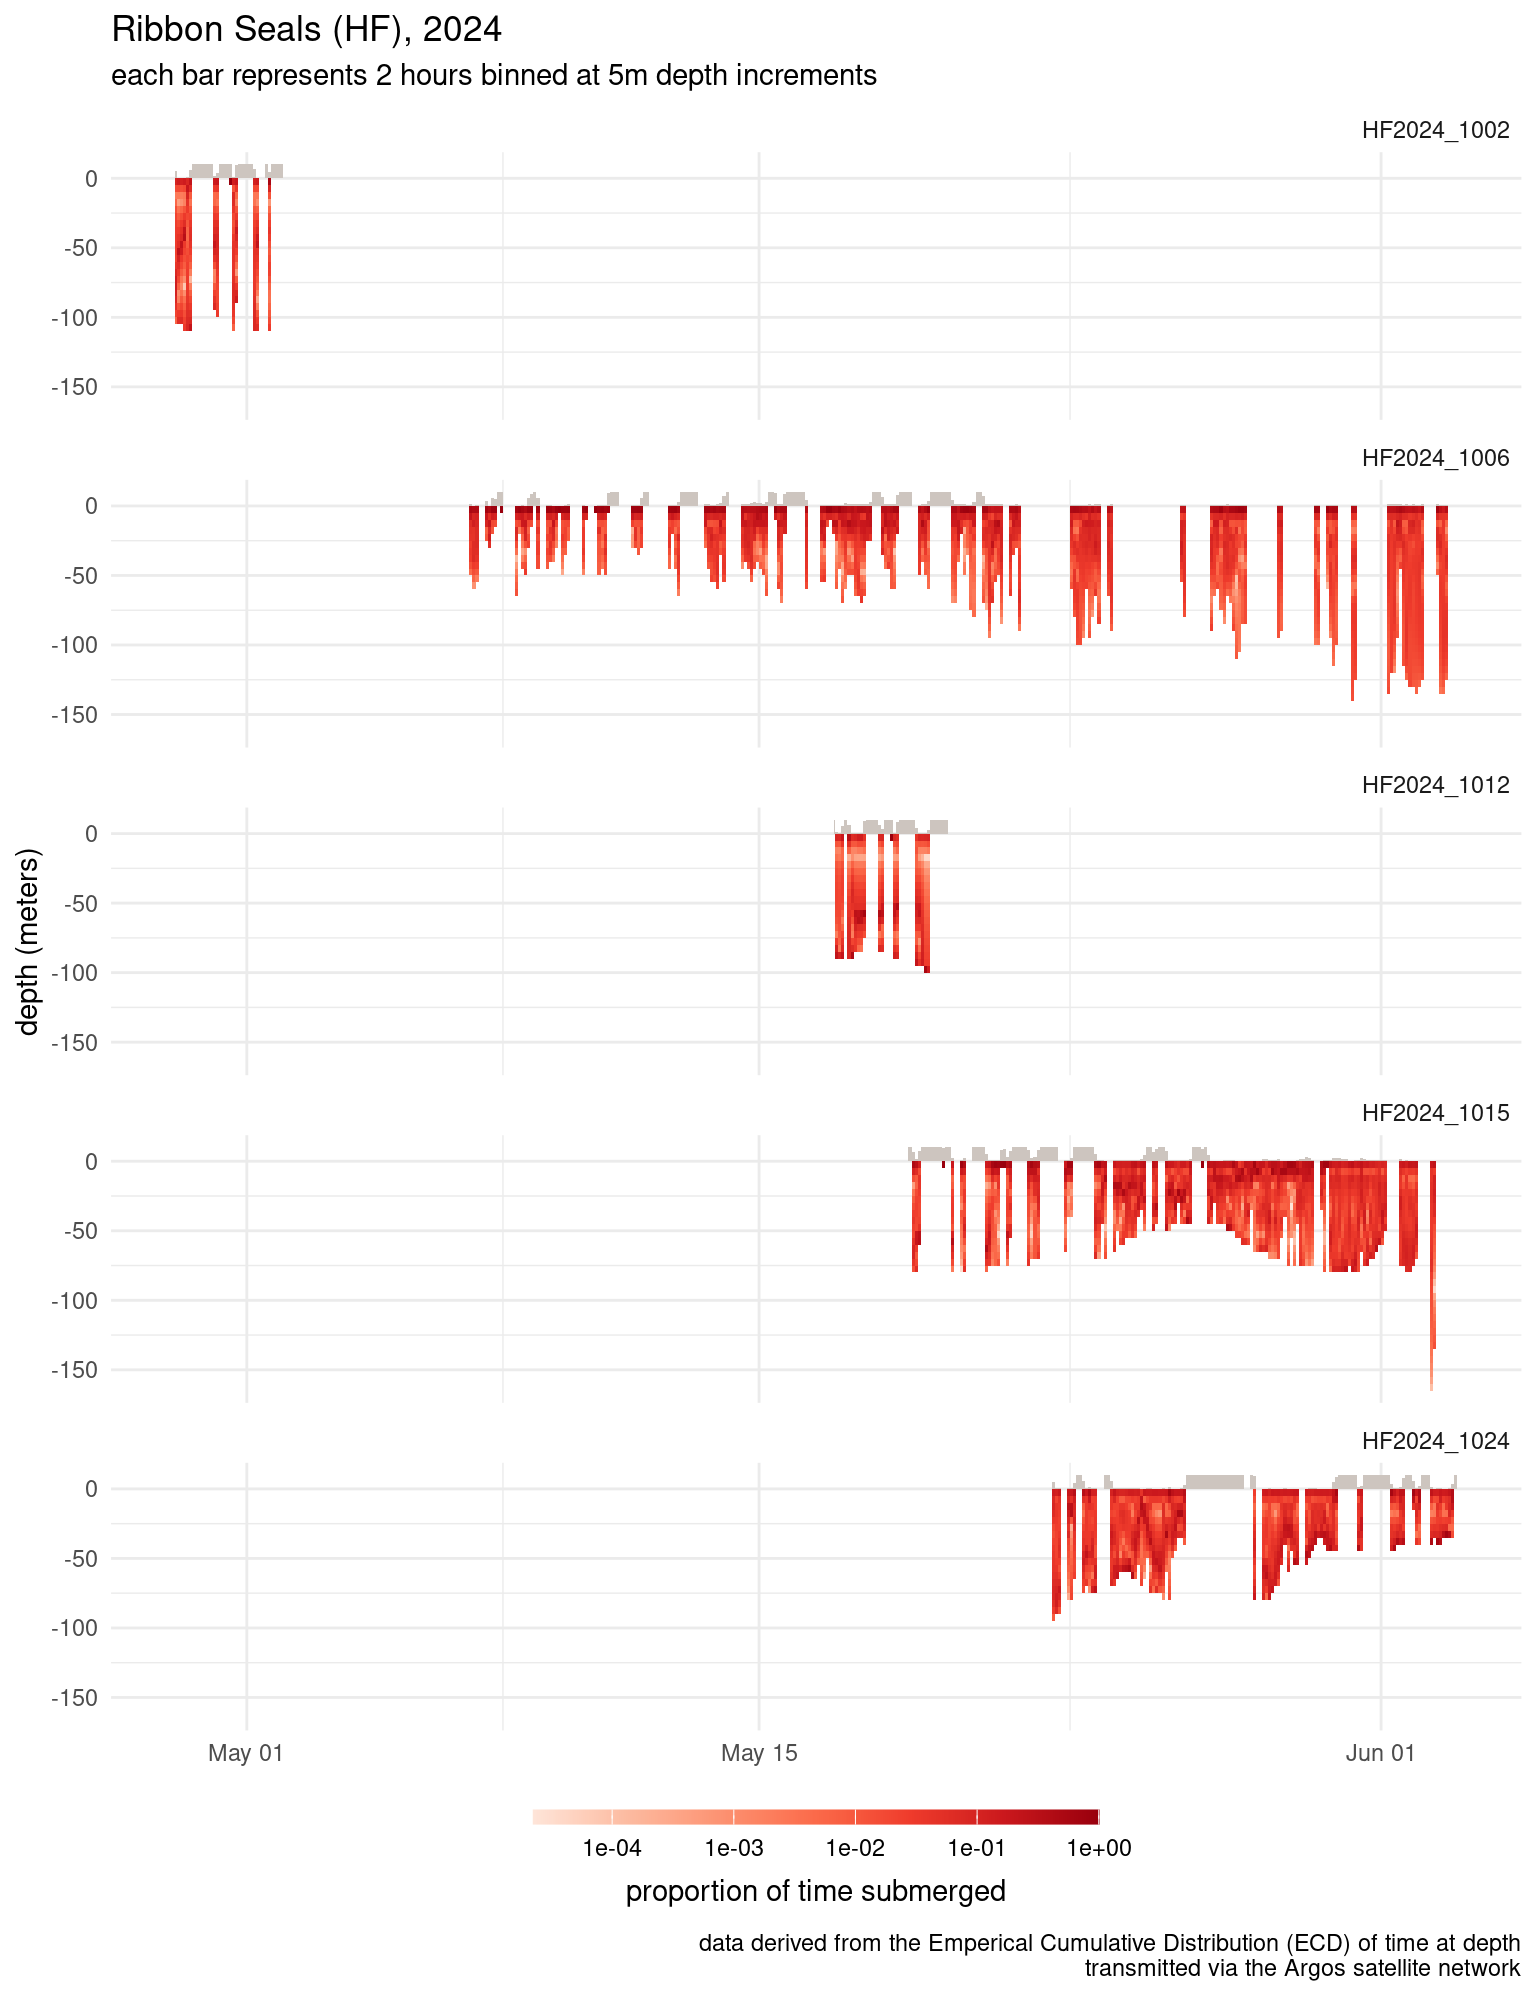 Ribbon Seals (HF), 2024
each bar represents 2 hours binned at 5m depth increments
HF2024_1002
0
-50
-100
-150
HF2024_1006
0
-50
-100
-150
HF2024_1012
0
-50
-100
-150
depth (meters)
HF2024_1015
0
-50
-100
-150
HF2024_1024
0
-50
-100
-150
May 01 May 15 Jun 01
1e-04 1e-03 1e-02 1e-01 1e+00
proportion of time submerged
data derived from the Emperical Cumulative Distribution (ECD) of time at depth
transmitted via the Argos satellite network